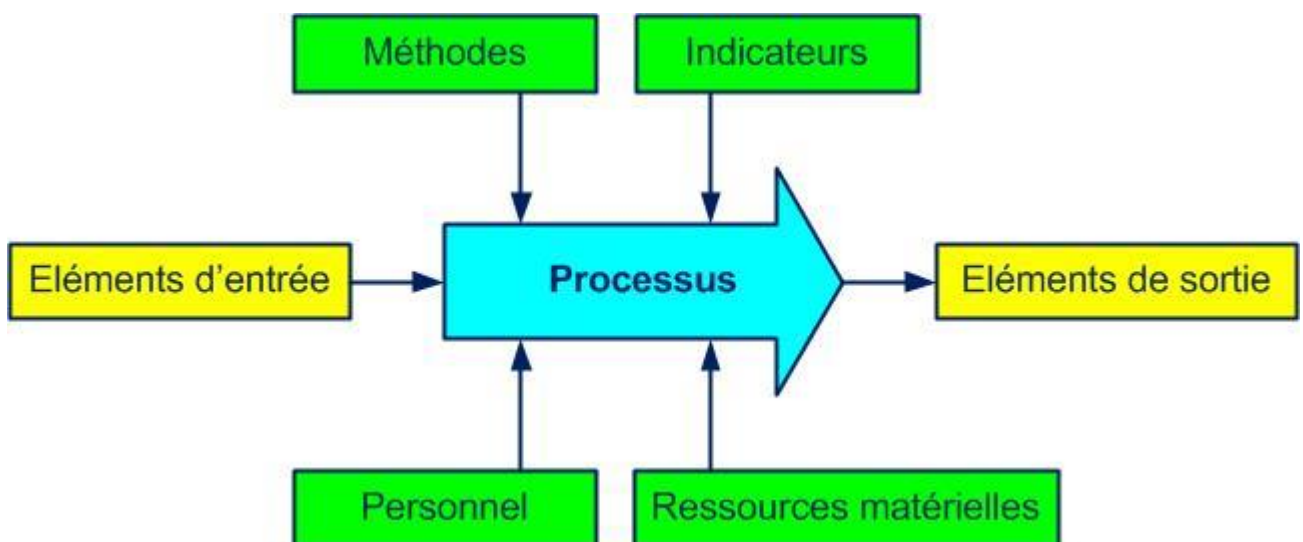 Méthodes
Indicateurs
Eléments d’entrée
Processus
Eléments de sortie
Personnel
Ressources matérielles